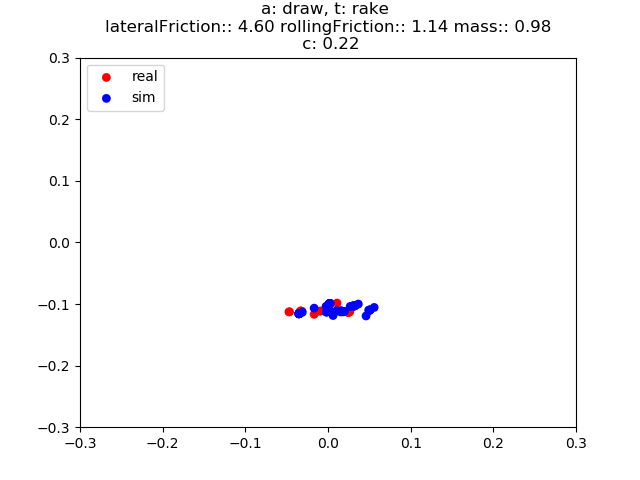 a: draw, t: rake
lateralFriction:: 4.60 rollingFriction:: 1.14 mass:: 0.98
c: 0.22
real
sim
0.3
0.2
0.1
0.0
−0.1
−0.2
−0.3
−0.3 −0.2 −0.1 0.0 0.1 0.2 0.3